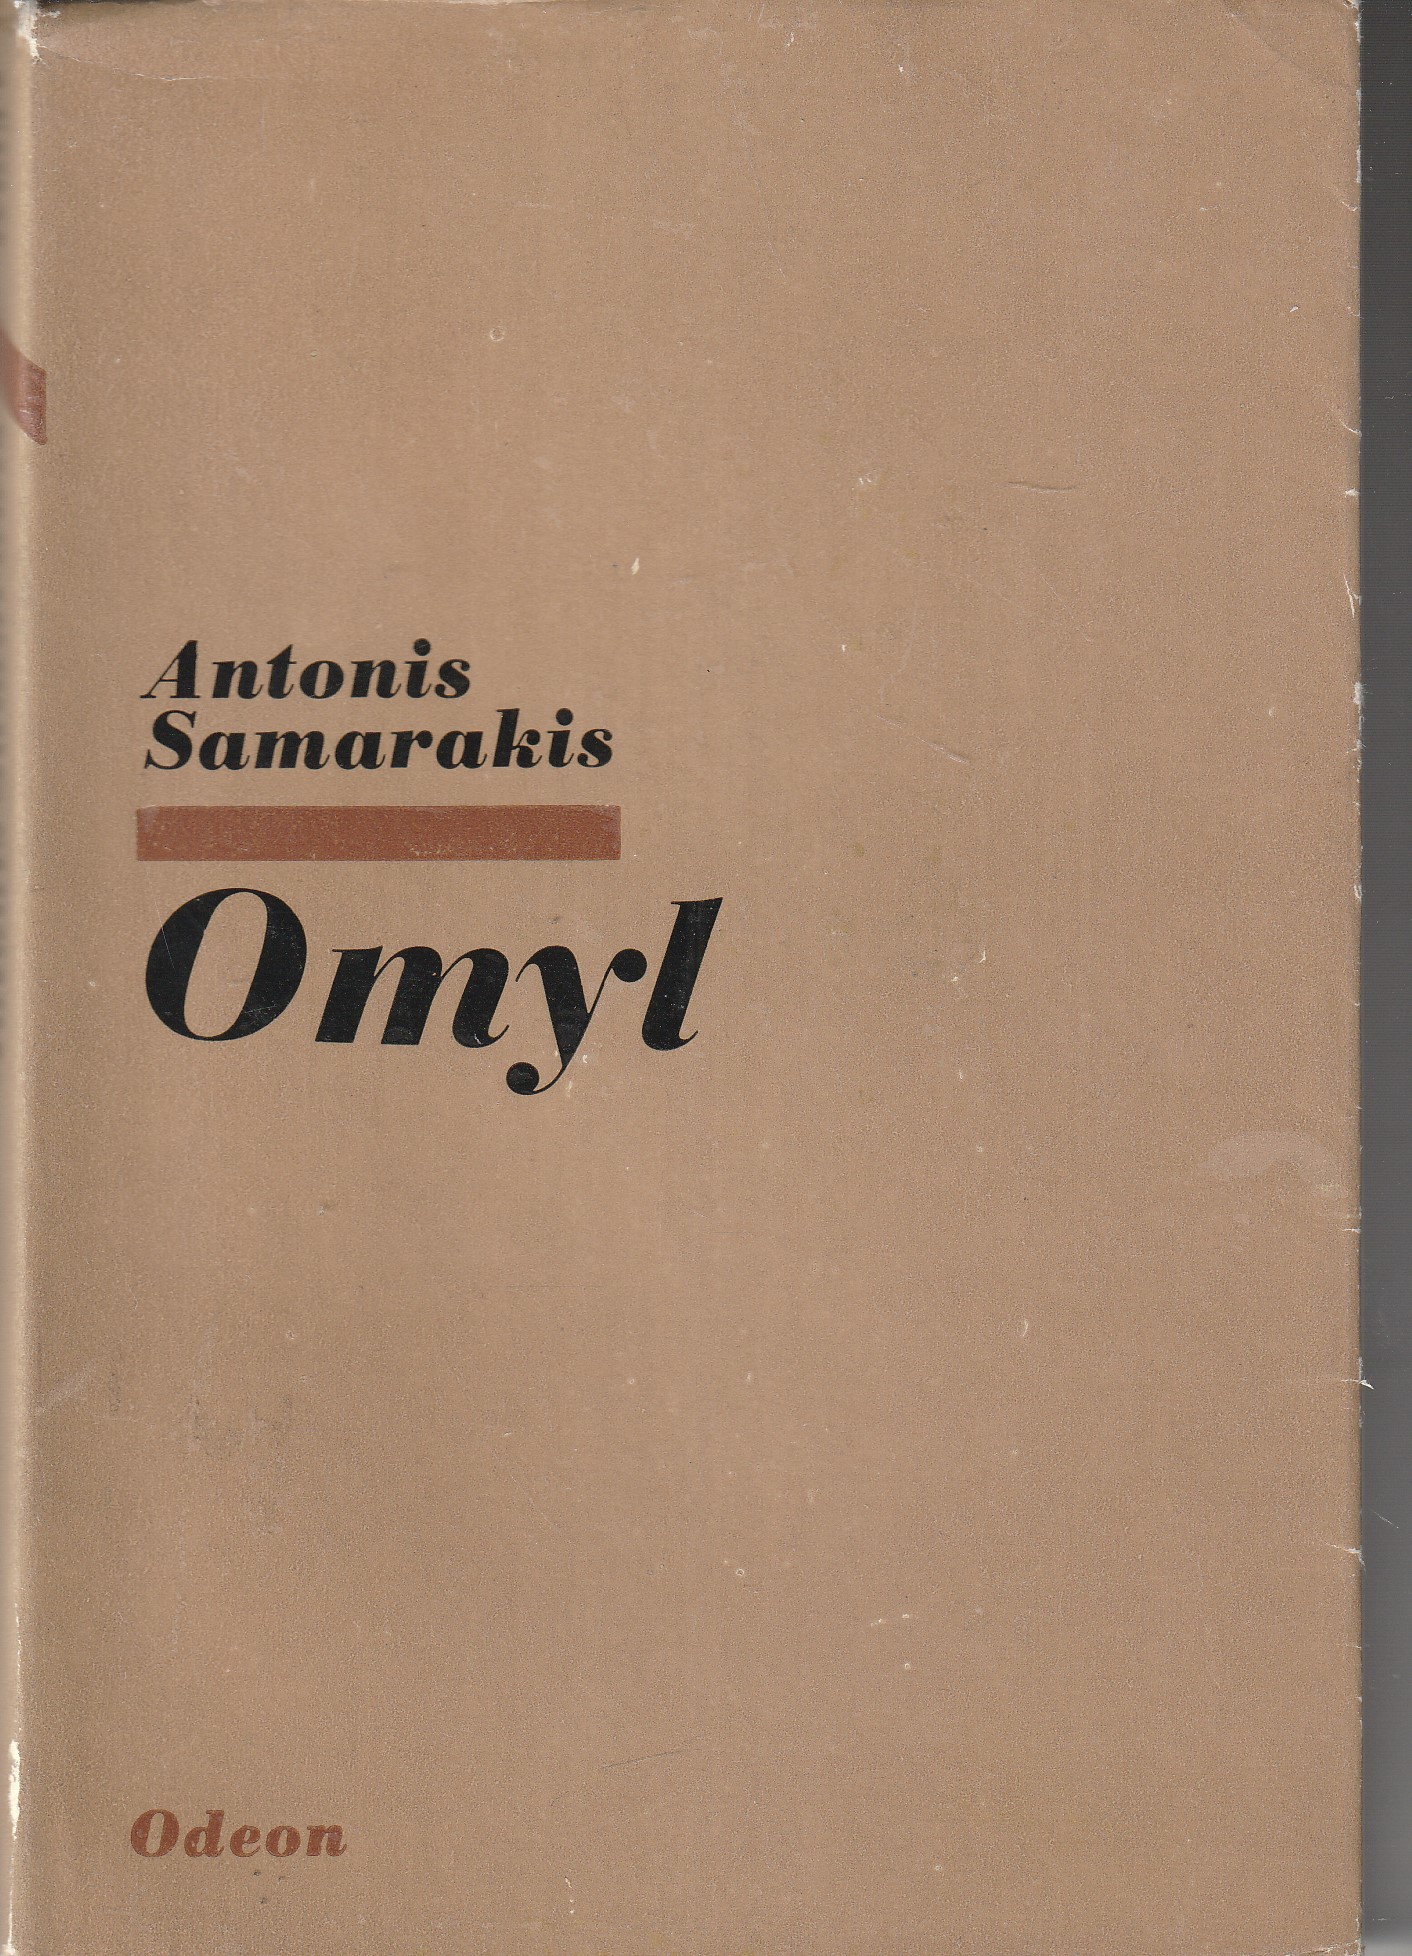 Antonis
Samarakis
Omyl
Odeon